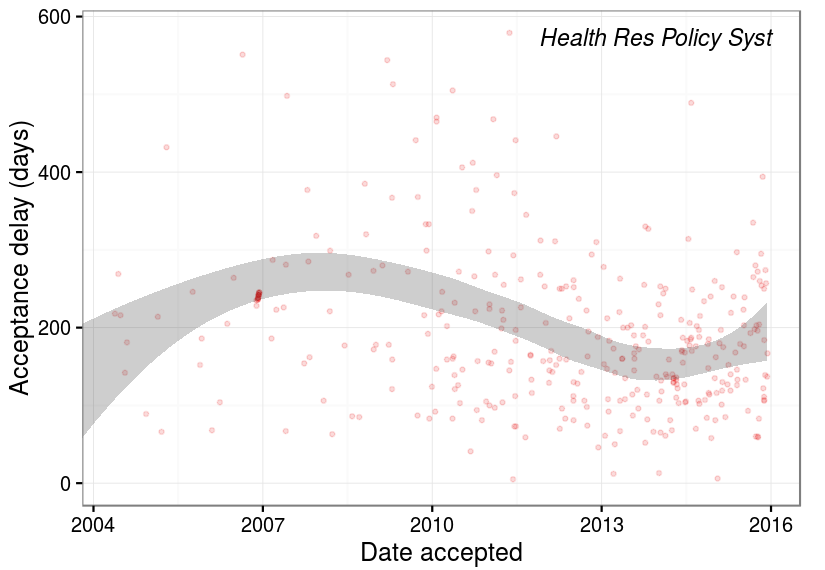 Health Res Policy Syst
Acceptance delay (days)
600
400
200
0
2004 2007 2010 2013 2016
Date accepted